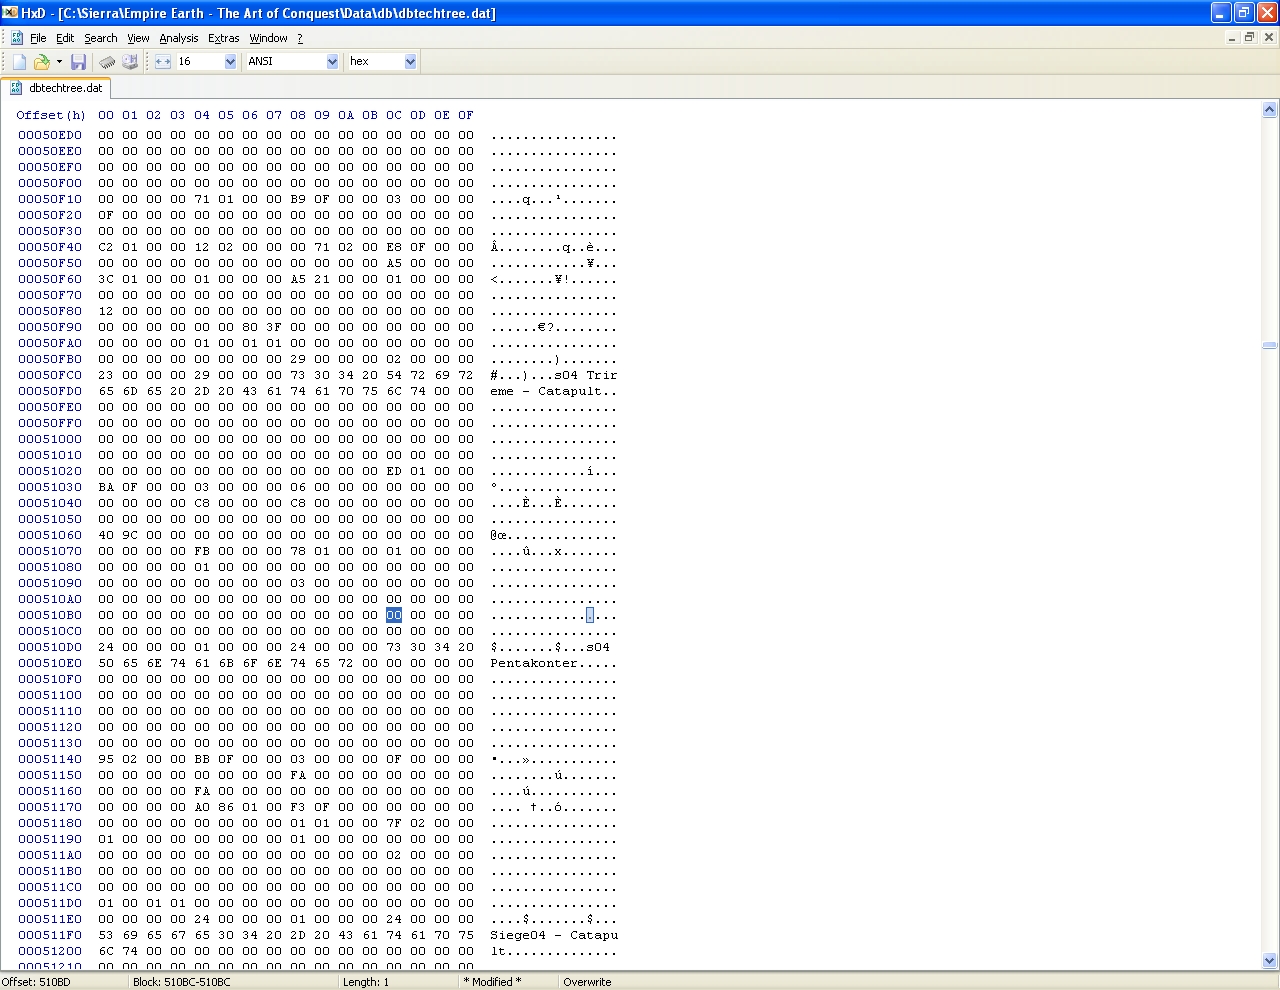 HxD - [C:\Sierra\Empire Earth - The Art of Conquest\Data\db\dbtechtree.dat]
File Edit Search View Analysis Extras Window ?
16 ANSI hex
dbtechtree.dat
Offset(h) 00 01 02 03 04 05 06 07 08 09 0A 0B 0C 0D 0E 0F
00050ED0 00 00 00 00 00 00 00 00 00 00 00 00 00 00 00 00 ................
00050EE0 00 00 00 00 00 00 00 00 00 00 00 00 00 00 00 00 ................
00050EF0 00 00 00 00 00 00 00 00 00 00 00 00 00 00 00 00 ................
00050F00 00 00 00 00 00 00 00 00 00 00 00 00 00 00 00 00 ................
00050F10 00 00 00 00 71 01 00 00 B9 0F 00 00 03 00 00 00 ....q...¹.......
00050F20 0F 00 00 00 00 00 00 00 00 00 00 00 00 00 00 00 ................
00050F30 00 00 00 00 00 00 00 00 00 00 00 00 00 00 00 00 ................
00050F40 C2 01 00 00 12 02 00 00 00 71 02 00 E8 0F 00 00 Â........q..è...
00050F50 00 00 00 00 00 00 00 00 00 00 00 00 A5 00 00 00 ............¥...
00050F60 3C 01 00 00 01 00 00 00 A5 21 00 00 01 00 00 00 <.......¥!......
00050F70 00 00 00 00 00 00 00 00 00 00 00 00 00 00 00 00 ................
00050F80 12 00 00 00 00 00 00 00 00 00 00 00 00 00 00 00 ................
00050F90 00 00 00 00 00 00 80 3F 00 00 00 00 00 00 00 00 ......€?........
00050FA0 00 00 00 00 01 00 01 01 00 00 00 00 00 00 00 00 ................
00050FB0 00 00 00 00 00 00 00 00 29 00 00 00 02 00 00 00 ........).......
00050FC0 23 00 00 00 29 00 00 00 73 30 34 20 54 72 69 72 #...)...s04 Trir
00050FD0 65 6D 65 20 2D 20 43 61 74 61 70 75 6C 74 00 00 eme - Catapult..
00050FE0 00 00 00 00 00 00 00 00 00 00 00 00 00 00 00 00 ................
00050FF0 00 00 00 00 00 00 00 00 00 00 00 00 00 00 00 00 ................
00051000 00 00 00 00 00 00 00 00 00 00 00 00 00 00 00 00 ................
00051010 00 00 00 00 00 00 00 00 00 00 00 00 00 00 00 00 ................
00051020 00 00 00 00 00 00 00 00 00 00 00 00 ED 01 00 00 ............í...
00051030 BA 0F 00 00 03 00 00 00 06 00 00 00 00 00 00 00 º...............
00051040 00 00 00 00 C8 00 00 00 C8 00 00 00 00 00 00 00 ....È...È.......
00051050 00 00 00 00 00 00 00 00 00 00 00 00 00 00 00 00 ................
00051060 40 9C 00 00 00 00 00 00 00 00 00 00 00 00 00 00 @œ..............
00051070 00 00 00 00 FB 00 00 00 78 01 00 00 01 00 00 00 ....û...x.......
00051080 00 00 00 00 01 00 00 00 00 00 00 00 00 00 00 00 ................
00051090 00 00 00 00 00 00 00 00 03 00 00 00 00 00 00 00 ................
000510A0 00 00 00 00 00 00 00 00 00 00 00 00 00 00 00 00 ................
000510B0 00 00 00 00 00 00 00 00 00 00 00 00 00 00 00 00 ................
000510C0 00 00 00 00 00 00 00 00 00 00 00 00 00 00 00 00 ................
000510D0 24 00 00 00 01 00 00 00 24 00 00 00 73 30 34 20 $.......$...s04
000510E0 50 65 6E 74 61 6B 6F 6E 74 65 72 00 00 00 00 00 Pentakonter.....
000510F0 00 00 00 00 00 00 00 00 00 00 00 00 00 00 00 00 ................
00051100 00 00 00 00 00 00 00 00 00 00 00 00 00 00 00 00 ................
00051110 00 00 00 00 00 00 00 00 00 00 00 00 00 00 00 00 ................
00051120 00 00 00 00 00 00 00 00 00 00 00 00 00 00 00 00 ................
00051130 00 00 00 00 00 00 00 00 00 00 00 00 00 00 00 00 ................
00051140 95 02 00 00 BB 0F 00 00 03 00 00 00 0F 00 00 00 •...»...........
00051150 00 00 00 00 00 00 00 00 FA 00 00 00 00 00 00 00 ........ú.......
00051160 00 00 00 00 FA 00 00 00 00 00 00 00 00 00 00 00 ....ú...........
00051170 00 00 00 00 A0 86 01 00 F3 0F 00 00 00 00 00 00 .... †..ó.......
00051180 00 00 00 00 00 00 00 00 01 01 00 00 7F 02 00 00 ................
00051190 01 00 00 00 00 00 00 00 01 00 00 00 00 00 00 00 ................
000511A0 00 00 00 00 00 00 00 00 00 00 00 00 02 00 00 00 ................
000511B0 00 00 00 00 00 00 00 00 00 00 00 00 00 00 00 00 ................
000511C0 00 00 00 00 00 00 00 00 00 00 00 00 00 00 00 00 ................
000511D0 01 00 01 01 00 00 00 00 00 00 00 00 00 00 00 00 ................
000511E0 00 00 00 00 24 00 00 00 01 00 00 00 24 00 00 00 ....$.......$...
000511F0 53 69 65 67 65 30 34 20 2D 20 43 61 74 61 70 75 Siege04 - Catapu
00051200 6C 74 00 00 00 00 00 00 00 00 00 00 00 00 00 00 lt..............
00051210 00 00 00 00 00 00 00 00 00 00 00 00 00 00 00 00 ................
Offset: 510BD Block: 510BC-510BC Length: 1 * Modified * Overwrite